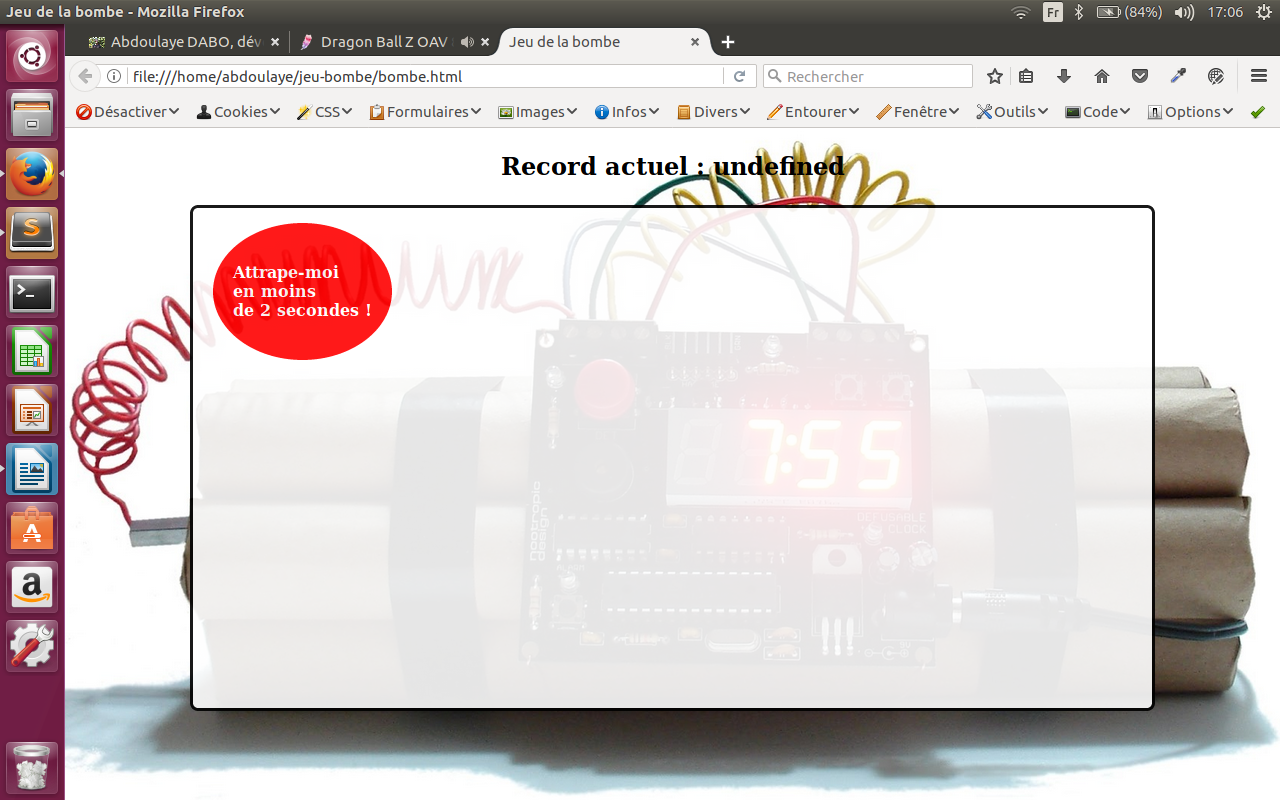 Jeu de la bombe - Mozilla Firefox
Fr
(84%)
17:06
Abdoulaye DABO, dév
Dragon Ball Z OAV
Jeu de la bombe
file:///home/abdoulaye/jeu-bombe/bombe.html
Rechercher
Désactiver
Cookies
CSS
Formulaires
Images
Infos
Divers
Entourer
Fenêtre
Outils
Code
Options
Record actuel : undefined
Attrape-moi
en moins
de 2 secondes !
7:55
nootropic
design
DEFUSABLE
CLOCK